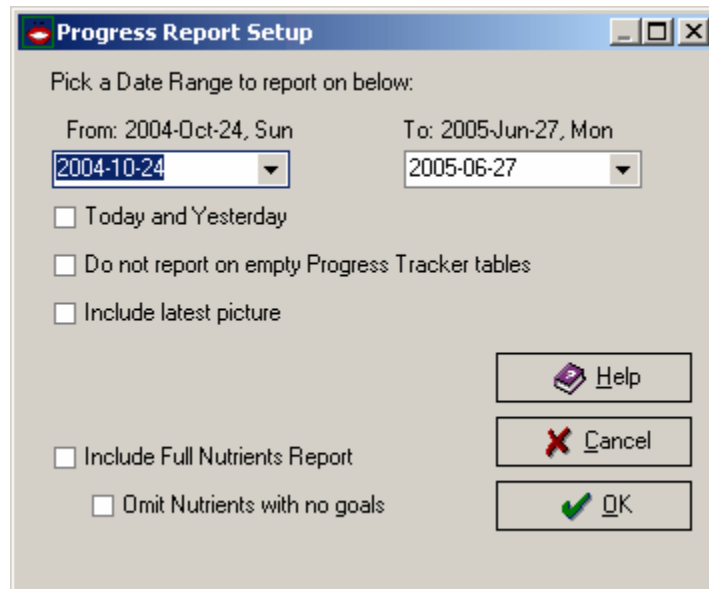 Progress Report Setup
Pick a Date Range to report on below:
From: 2004-Oct-24, Sun
To: 2005-Jun-27, Mon
2004-10-24
2005-06-27
Today and Yesterday
Do not report on empty Progress Tracker tables
Include latest picture
Help
Cancel
Include Full Nutrients Report
Omit Nutrients with no goals
OK